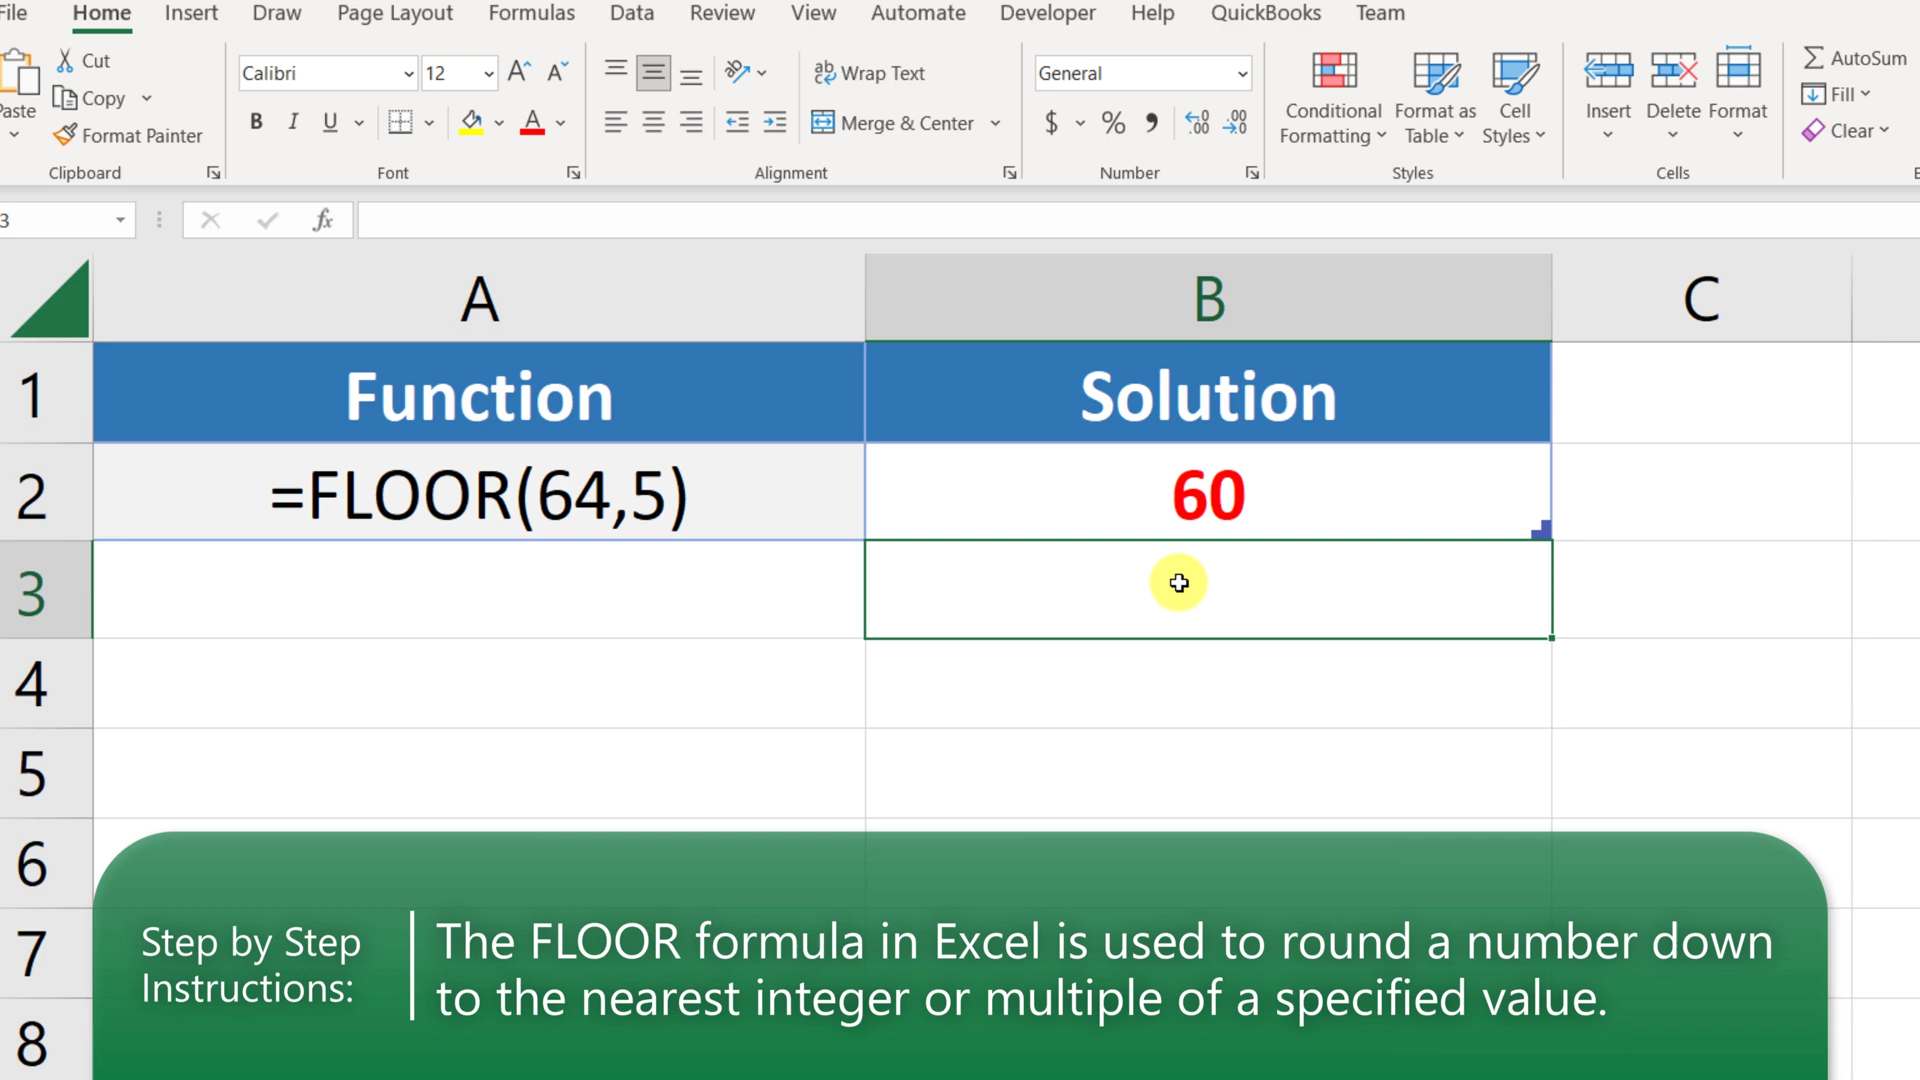 File Home Insert Draw Page Layout Formulas Data Review View Automate Developer Help QuickBooks Team
Paste
Cut
Copy
Format Painter
Clipboard
Calibri 12
B I U
Font
Wrap Text
Merge & Center
Alignment
General
$ % 9
Number
Conditional Formatting
Format as Table
Cell Styles
Styles
Insert Delete Format
Cells
AutoSum
Fill
Clear
3 fx
A B C
1 Function Solution
2 =FLOOR(64,5) 60
3
4
5
6
7
8
Step by Step
Instructions:
The FLOOR formula in Excel is used to round a number down
to the nearest integer or multiple of a specified value.